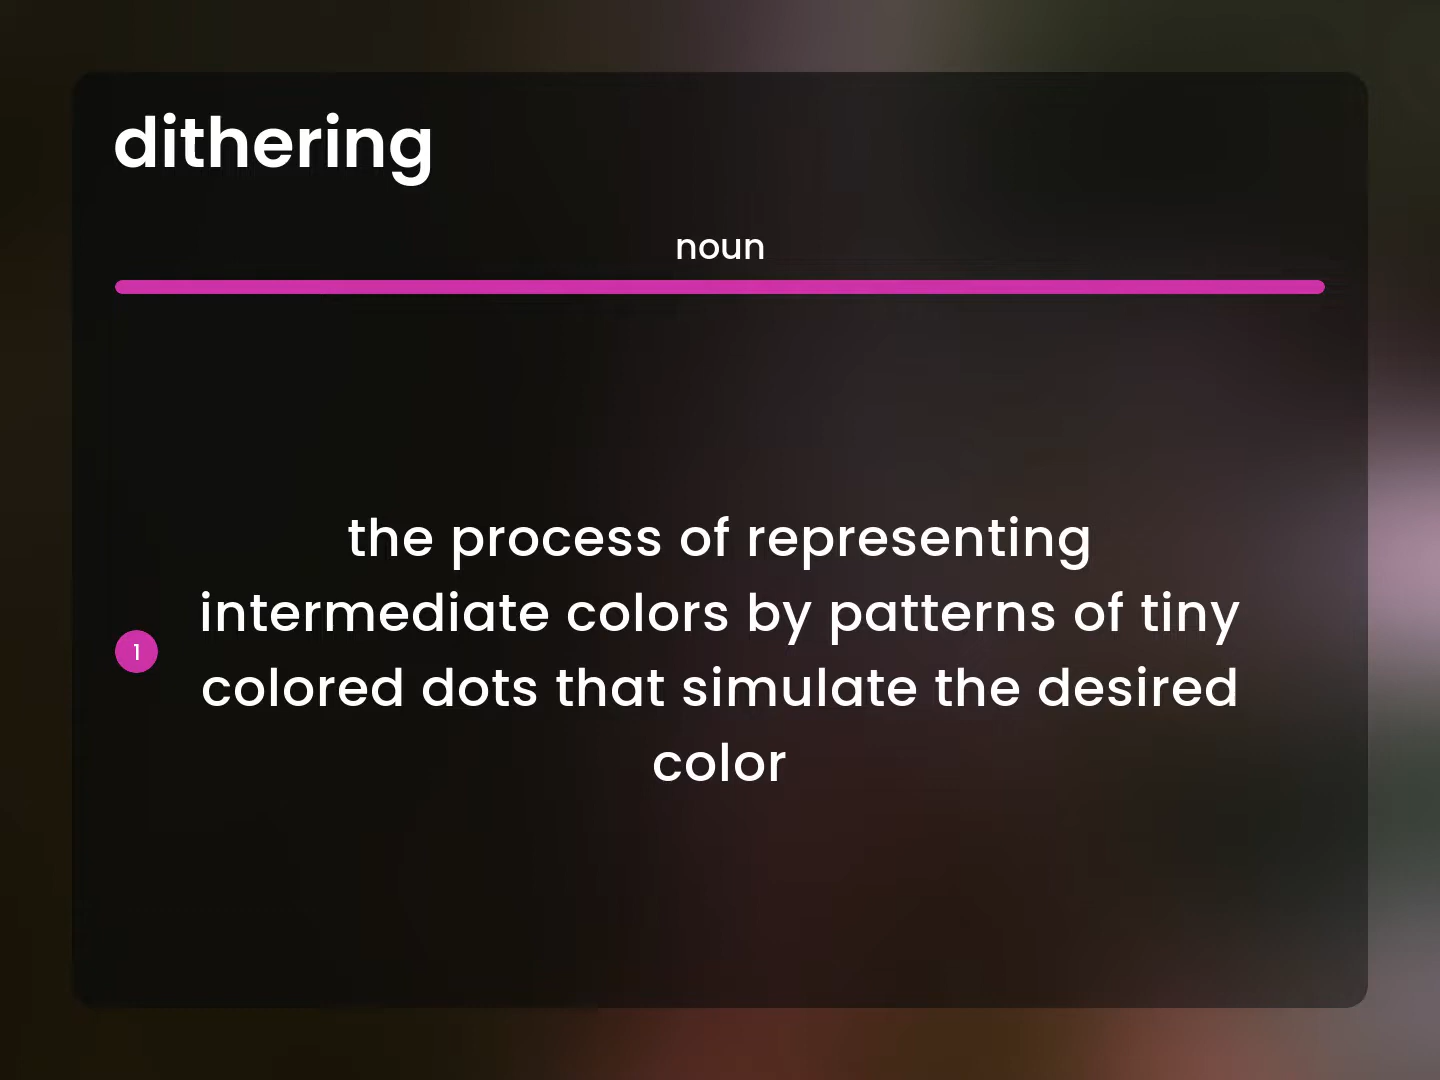 dithering
noun
the process of representing
intermediate colors by patterns of tiny
1
colored dots that simulate the desired
color